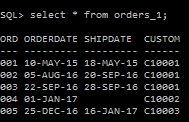 SQL> select * from orders_1;
ORD ORDERDATE SHIPDATE CUSTOM
--- --------- --------- ------
001 10-MAY-15 18-MAY-15 C10001
002 05-AUG-16 20-SEP-16 C10001
003 22-SEP-16 28-SEP-16 C10001
004 01-JAN-17 C10002
005 25-DEC-16 16-JAN-17 C10003